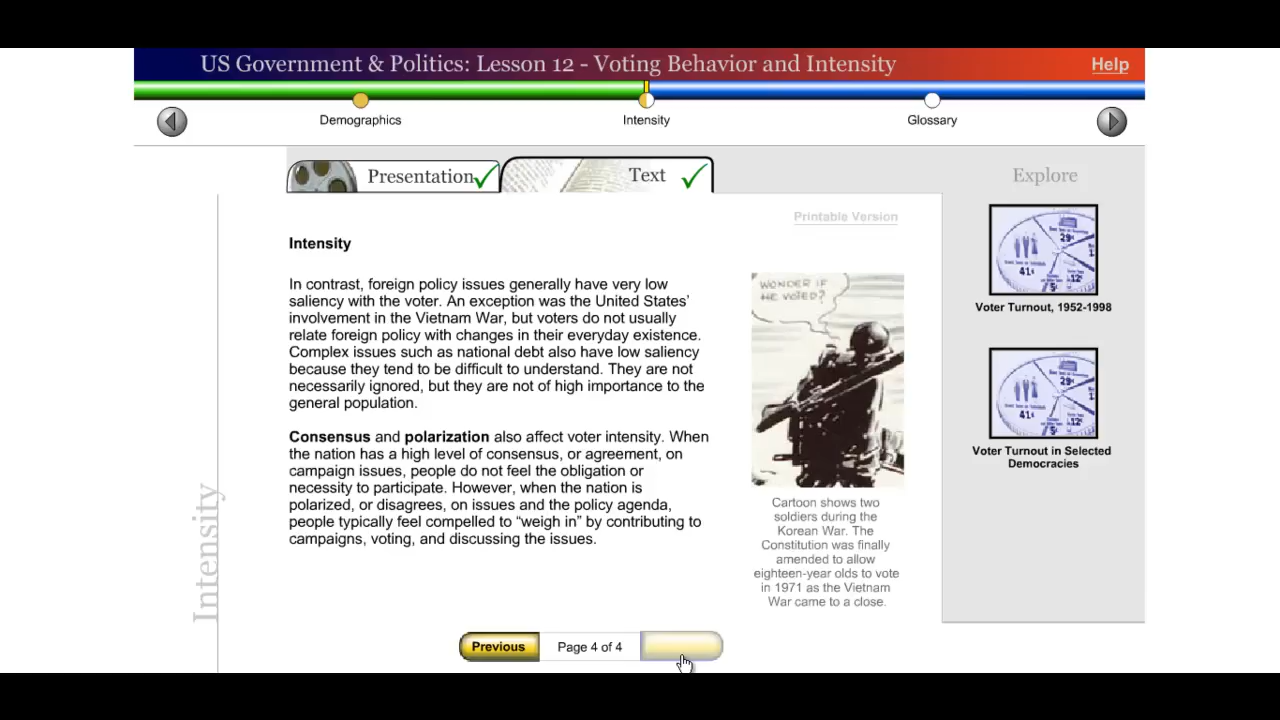 US Government & Politics: Lesson 12 - Voting Behavior and Intensity
Help
Demographics
Intensity
Glossary
Presentation
Text
Explore
Printable Version
Intensity
In contrast, foreign policy issues generally have very low
saliency with the voter. An exception was the United States'
involvement in the Vietnam War, but voters do not usually
relate foreign policy with changes in their everyday existence.
Complex issues such as national debt also have low saliency
because they tend to be difficult to understand. They are not
necessarily ignored, but they are not of high importance to the
general population.
Consensus and polarization also affect voter intensity. When
the nation has a high level of consensus, or agreement, on
campaign issues, people do not feel the obligation or
necessity to participate. However, when the nation is
polarized, or disagrees, on issues and the policy agenda,
people typically feel compelled to “weigh in” by contributing to
campaigns, voting, and discussing the issues.
WONDER IF
HE VOTED?
Cartoon shows two
soldiers during the
Korean War. The
Constitution was finally
amended to allow
eighteen-year olds to vote
in 1971 as the Vietnam
War came to a close.
29¢
41¢
12¢
5¢
Voter Turnout, 1952-1998
29¢
41¢
12¢
5¢
Voter Turnout in Selected
Democracies
Intensity
Previous
Page 4 of 4